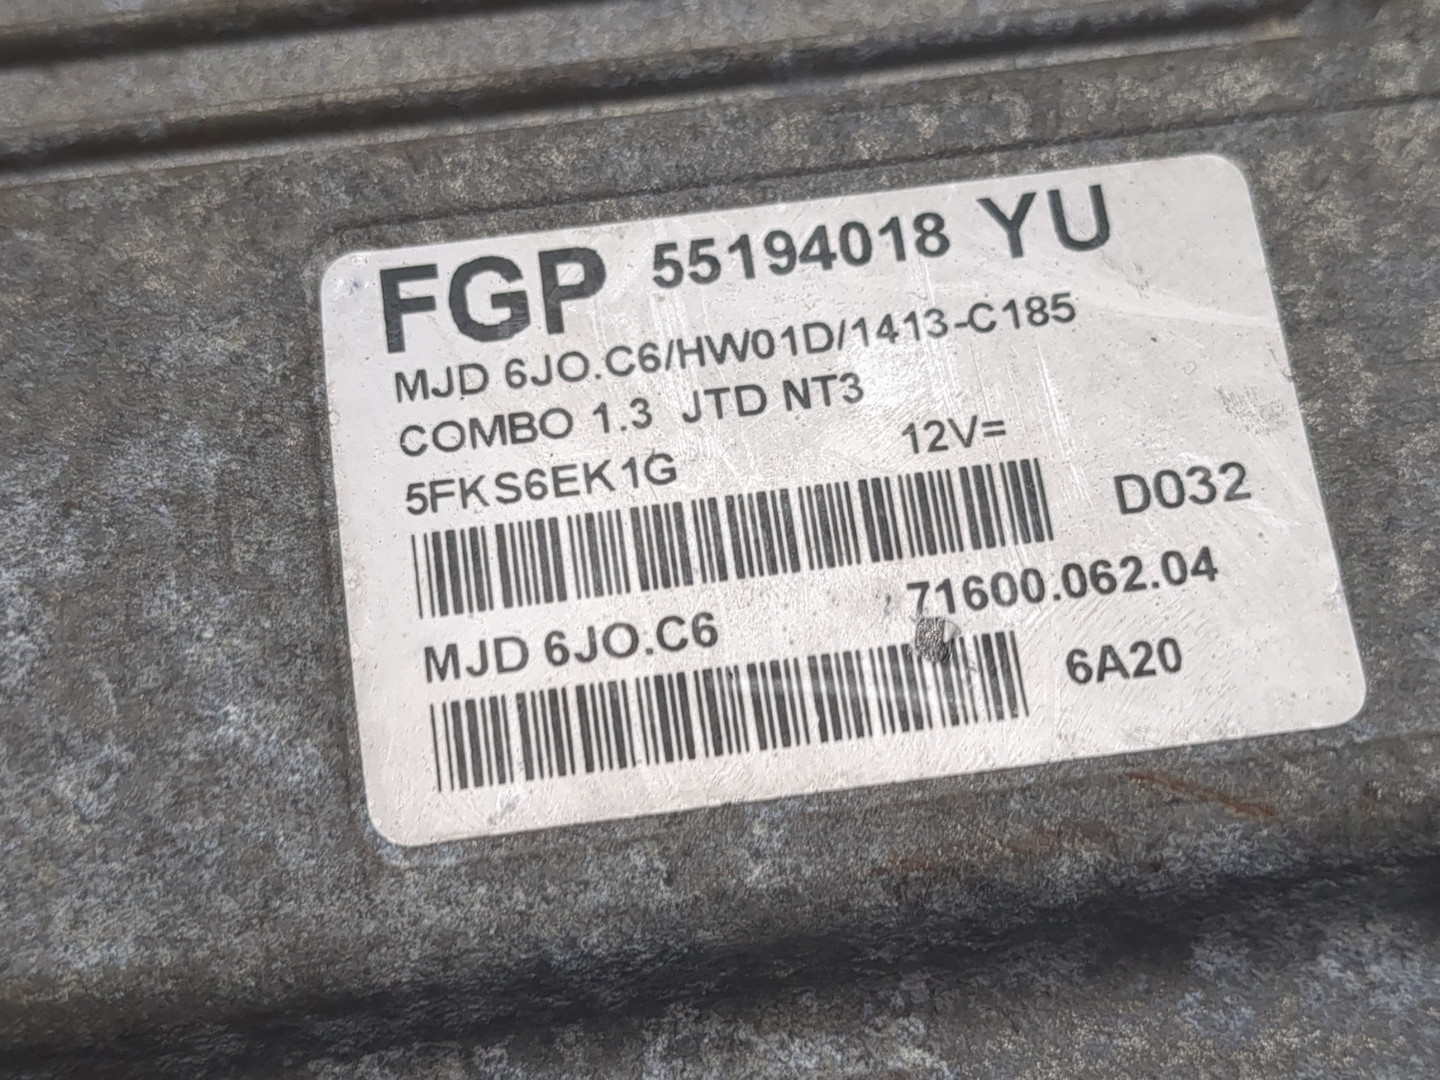 FGP 55194018 YU
MJD 6JO.C6/HW01D/1413-C185
COMBO 1.3 JTD NT3
5FKS6EK1G 12V=
D032
MJD 6JO.C6 71600.062.04
6A20